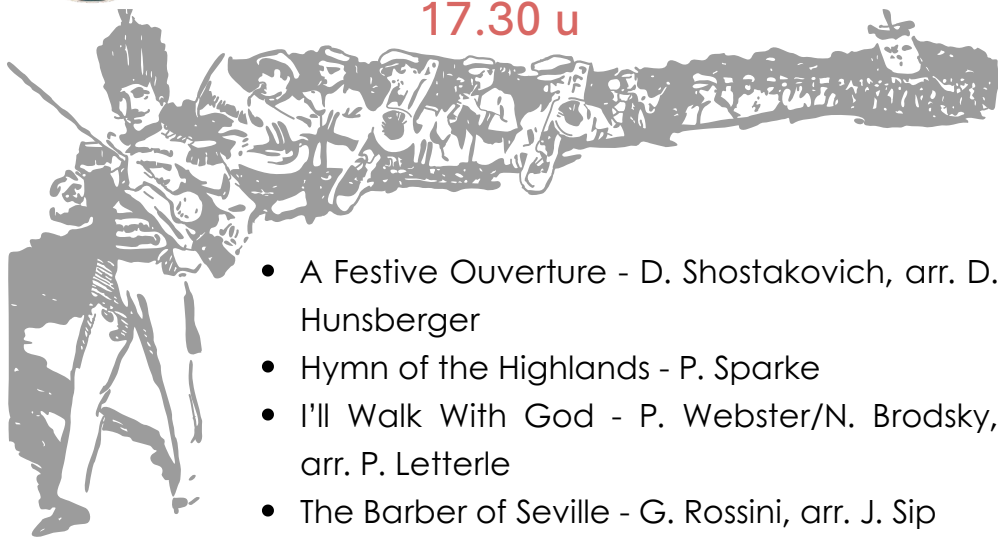 17.30 u
• A Festive Ouverture - D. Shostakovich, arr. D.
Hunsberger
• Hymn of the Highlands - P. Sparke
• I'll Walk With God - P. Webster/N. Brodsky,
arr. P. Letterle
• The Barber of Seville - G. Rossini, arr. J. Sip